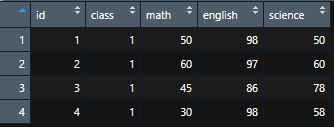 id class math english science
1 1 1 50 98 50
2 2 1 60 97 60
3 3 1 45 86 78
4 4 1 30 98 58